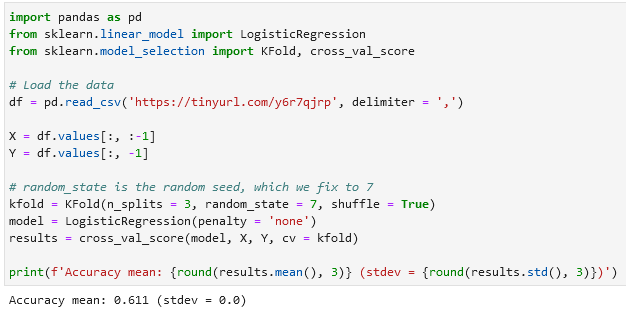 import pandas as pd
from sklearn.linear_model import LogisticRegression
from sklearn.model_selection import KFold, cross_val_score
# Load the data
df = pd.read_csv('https://tinyurl.com/y6r7qjrp', delimiter = ',')
X = df.values[:, :-1]
Y = df.values[:, -1]
# random_state is the random seed, which we fix to 7
kfold = KFold(n_splits = 3, random_state = 7, shuffle = True)
model = LogisticRegression(penalty = 'none')
results = cross_val_score(model, X, Y, cv = kfold)
print(f'Accuracy mean: {round(results.mean(), 3)} (stdev = {round(results.std(), 3)})')
Accuracy mean: 0.611 (stdev = 0.0)